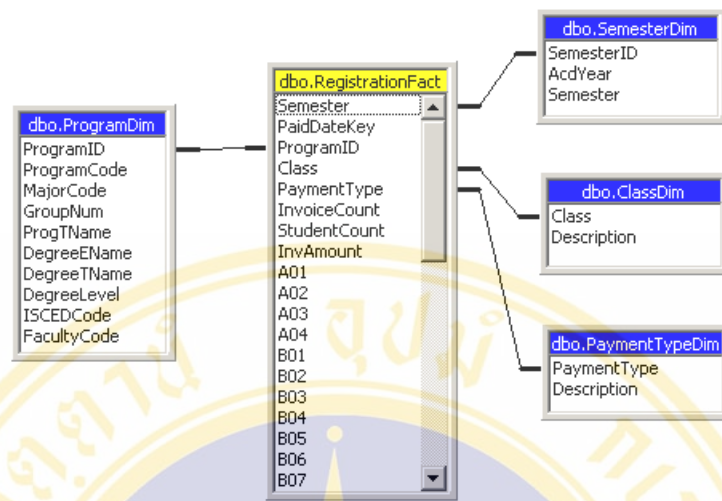 dbo.ProgramDim
ProgramID
ProgramCode
MajorCode
GroupNum
ProgTName
DegreeEName
DegreeTName
DegreeLevel
ISCEDCode
FacultyCode
dbo.RegistrationFact
Semester
PaidDateKey
ProgramID
Class
PaymentType
InvoiceCount
StudentCount
InvAmount
A01
A02
A03
A04
B01
B02
B03
B04
B05
B06
B07
dbo.SemesterDim
SemesterID
AcdYear
Semester
dbo.ClassDim
Class
Description
dbo.PaymentTypeDim
PaymentType
Description